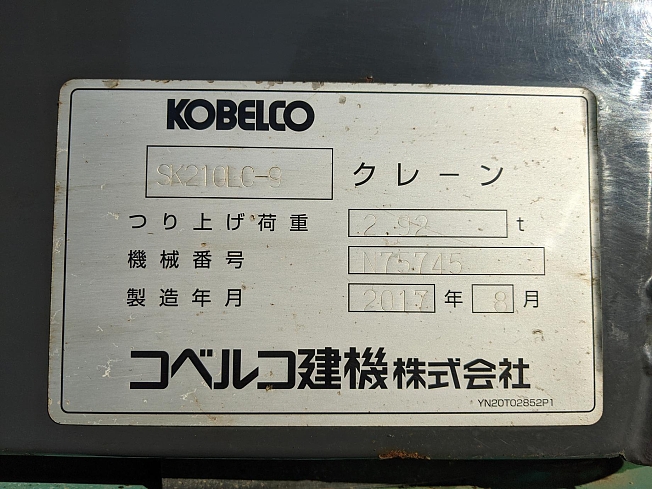 KOBELCO
SK210LC-9 クレーン
つり上げ荷重 2.92 t
機械番号 N75745
製造年月 2017 年 8 月
コベルコ建機株式会社
YN20T02852P1